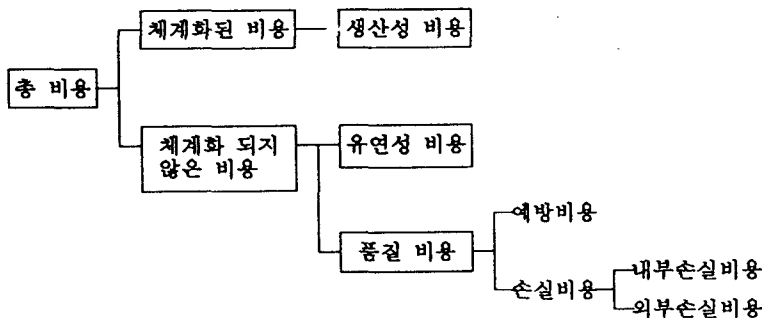 총 비용
체계화된 비용
생산성 비용
체계화 되지
않은 비용
유연성 비용
품질 비용
예방비용
손실비용
내부손실비용
외부손실비용